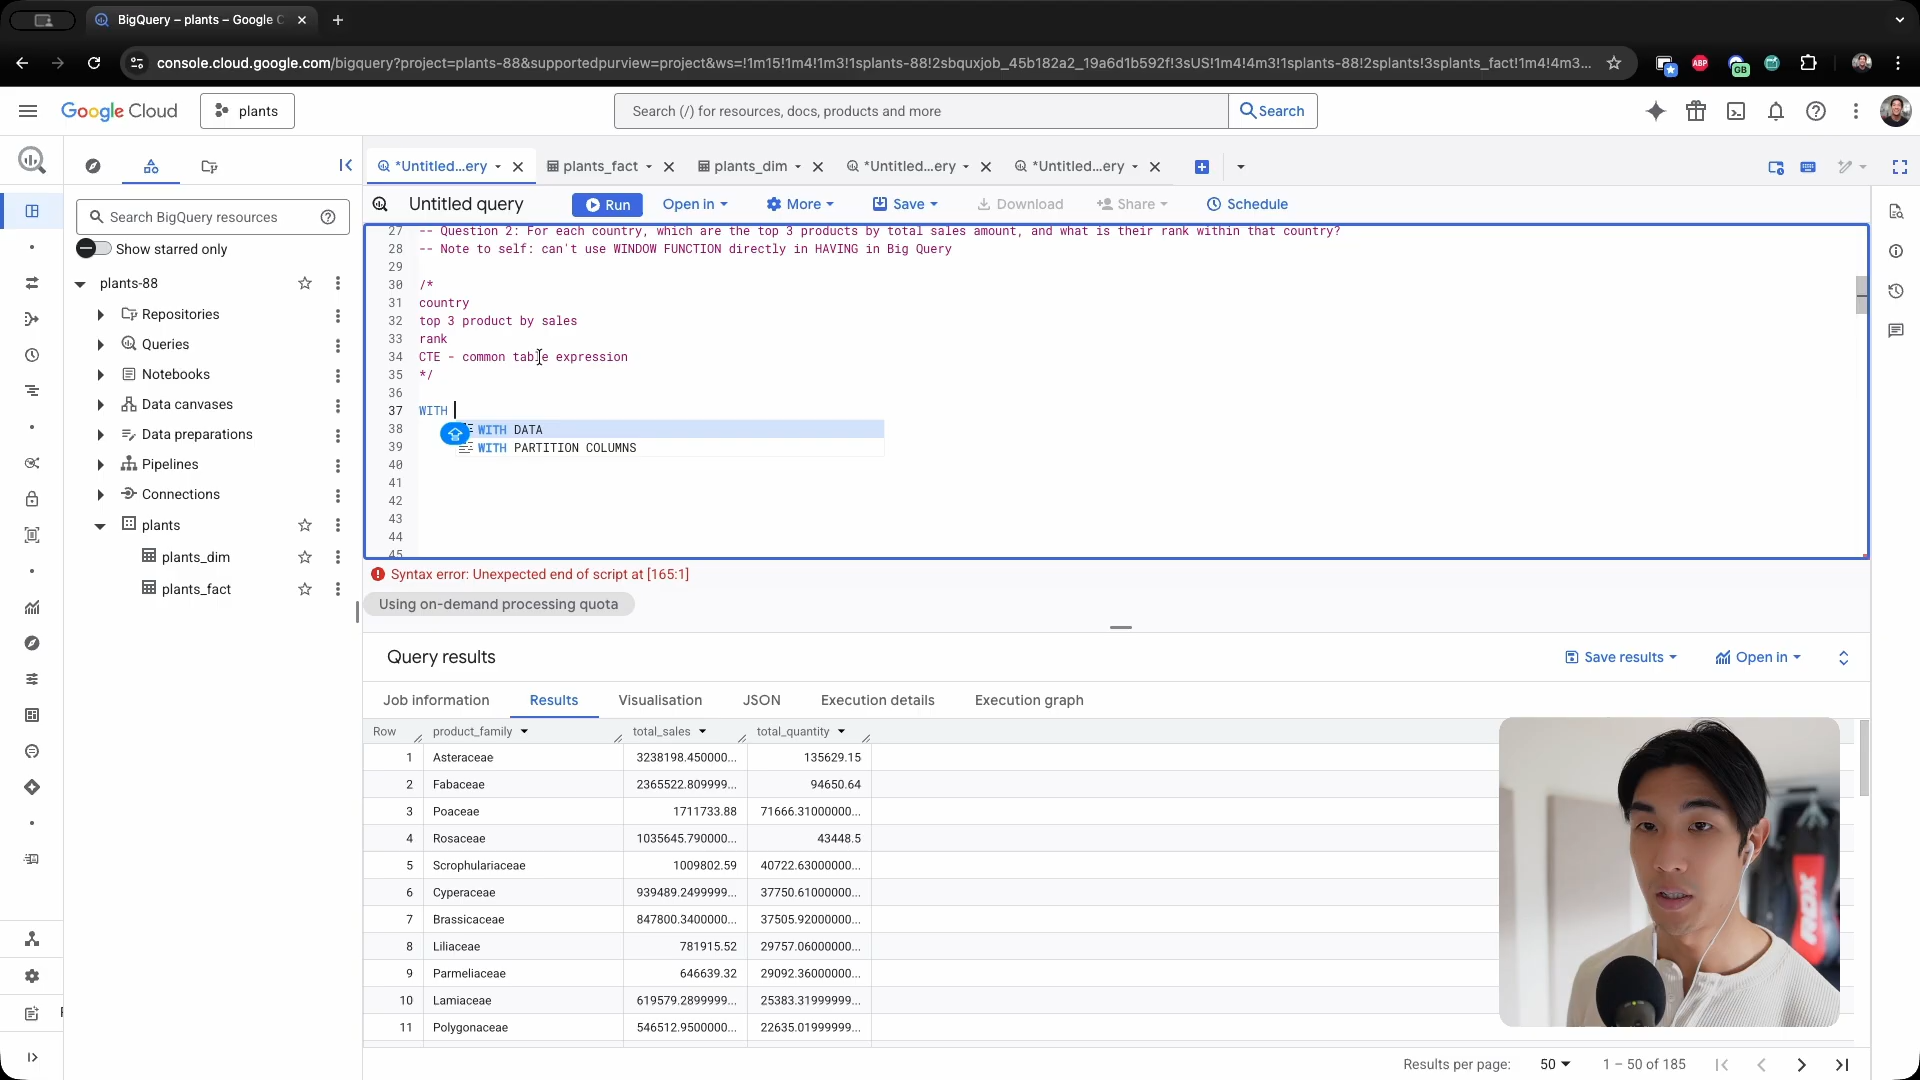 BigQuery – plants – Google C
console.cloud.google.com/bigquery?project=plants-88&supportedpurview=project&ws=!1m15!1m4!1m3!1splants-88!2sbquxjob_45b182a2_19a6d1b592f!3sUS!1m4!4m3!1splants-88!2splants!3splants_fact!1m4!4m3...
ABP
GB
Google Cloud
plants
Search (/) for resources, docs, products and more
Search
*Untitled...ery
plants_fact
plants_dim
*Untitled...ery
*Untitled...ery
Search BigQuery resources
Show starred only
plants-88
Repositories
Queries
Notebooks
Data canvases
Data preparations
Pipelines
Connections
plants
plants_dim
plants_fact
Untitled query
Run
Open in
More
Save
Download
Share
Schedule
27 -- Question 2: For each country, which are the top 3 products by total sales amount, and what is their rank within that country?
28 -- Note to self: can't use WINDOW FUNCTION directly in HAVING in Big Query
29
30 /*
31 country
32 top 3 product by sales
33 rank
34 CTE - common table expression
35 */
36
37 WITH
38 WITH DATA
39 WITH PARTITION COLUMNS
40
41
42
43
44
45
Syntax error: Unexpected end of script at [165:1]
Using on-demand processing quota
Query results
Save results
Open in
Job information Results Visualisation JSON Execution details Execution graph
Row product_family total_sales total_quantity
1 Asteraceae 3238198.450000... 135629.15
2 Fabaceae 2365522.809999... 94650.64
3 Poaceae 1711733.88 71666.31000000...
4 Rosaceae 1035645.790000... 43448.5
5 Scrophulariaceae 1009802.59 40722.63000000...
6 Cyperaceae 939489.2499999... 37750.61000000...
7 Brassicaceae 847800.3400000... 37505.92000000...
8 Liliaceae 781915.52 29757.06000000...
9 Parmeliaceae 646639.32 29092.36000000...
10 Lamiaceae 619579.2899999... 25383.31999999...
11 Polygonaceae 546512.9500000... 22635.01999999...
RDX
Results per page: 50 1 – 50 of 185